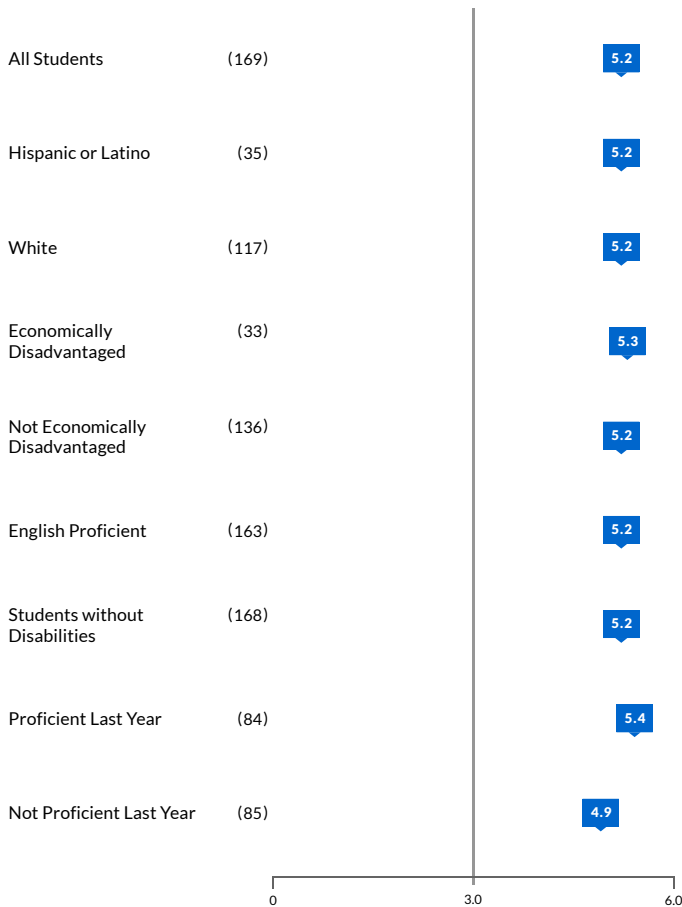 All Students (169) 5.2
Hispanic or Latino (35) 5.2
White (117) 5.2
Economically (33)
Disadvantaged 5.3
Not Economically (136)
Disadvantaged 5.2
English Proficient (163) 5.2
Students without (168)
Disabilities 5.2
Proficient Last Year (84) 5.4
Not Proficient Last Year (85) 4.9
0 3.0 6.0